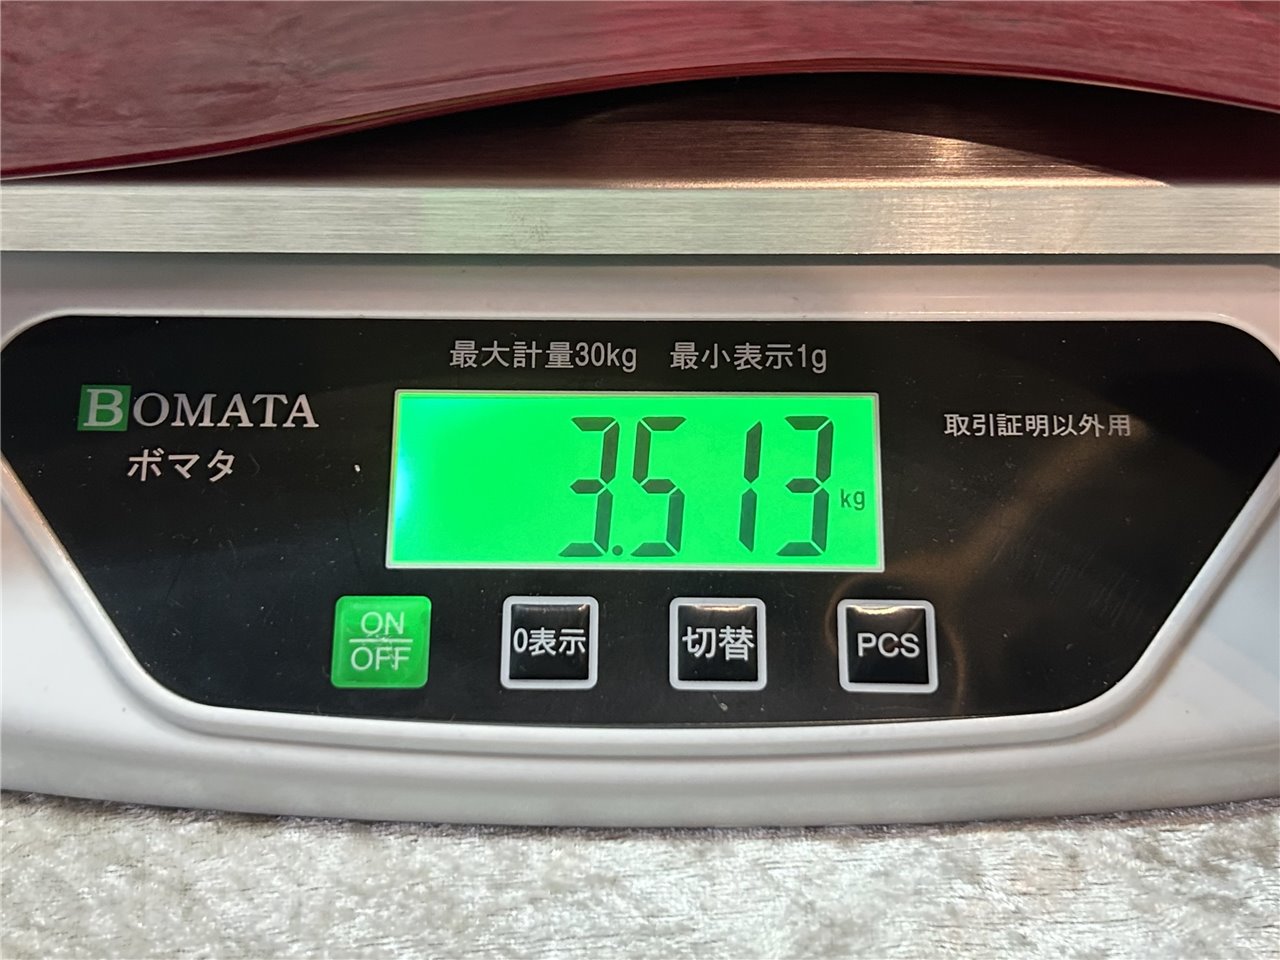 最大計量30kg 最小表示1g
BOMATA
ボマタ
3.513 kg
取引証明以外用
ON
OFF
0表示
切替
PCS